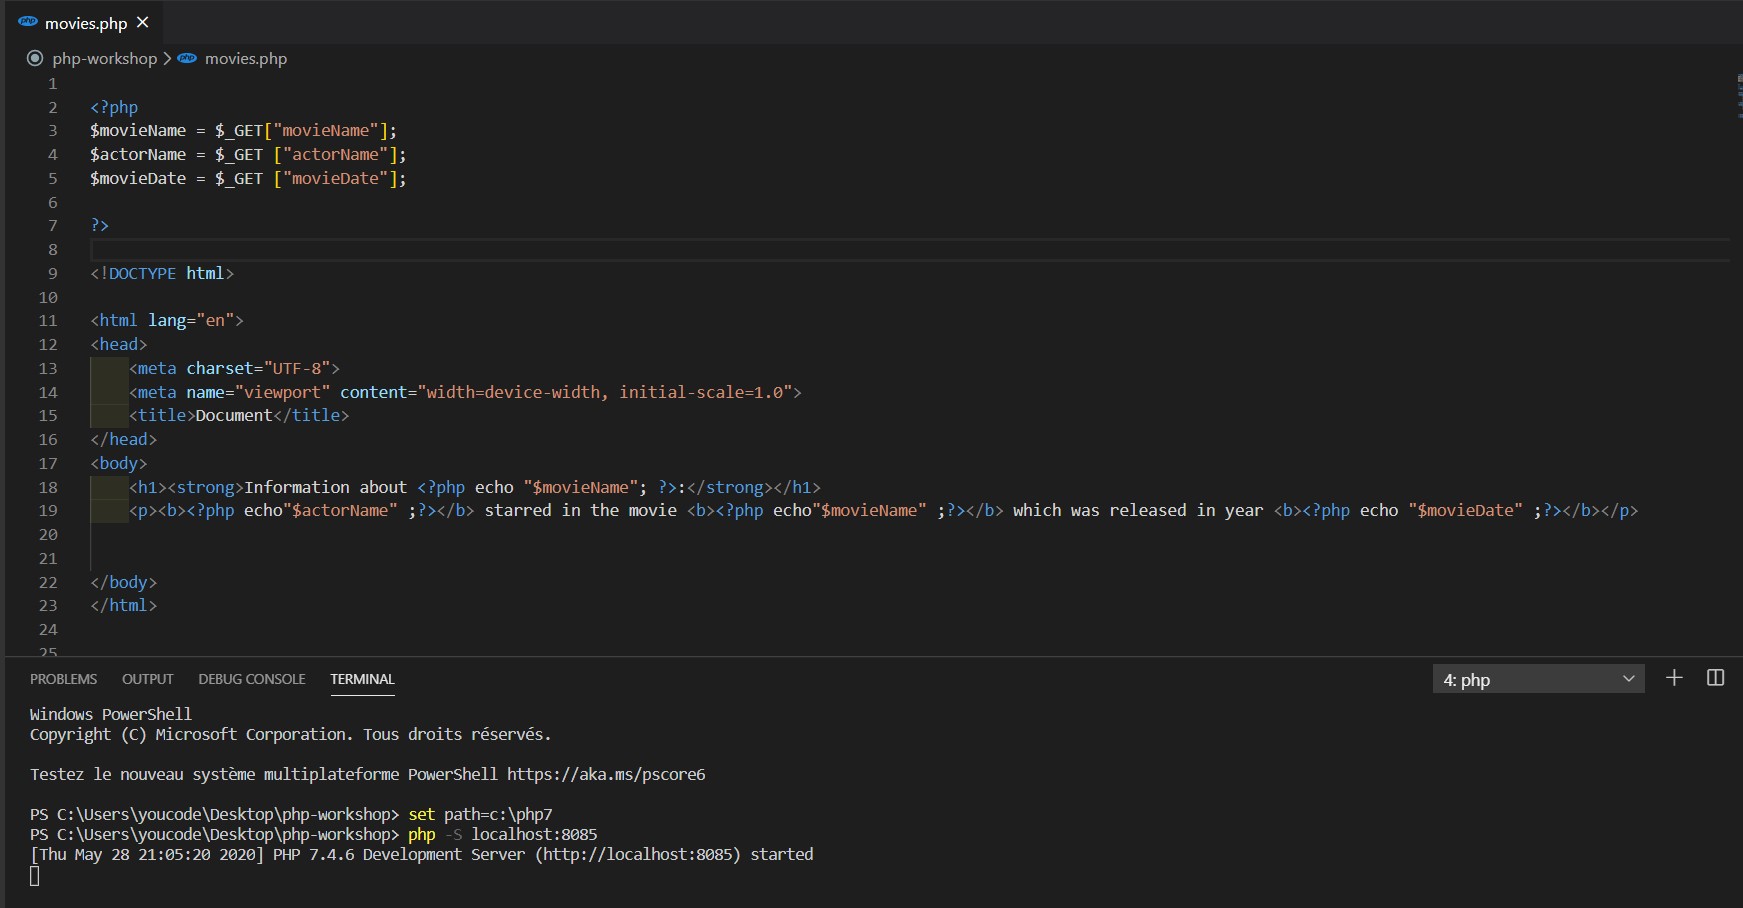 movies.php
php-workshop > movies.php
1
2 <?php
3 $movieName = $_GET["movieName"];
4 $actorName = $_GET ["actorName"];
5 $movieDate = $_GET ["movieDate"];
6
7 ?>
8
9 <!DOCTYPE html>
10
11 <html lang="en">
12 <head>
13     <meta charset="UTF-8">
14     <meta name="viewport" content="width=device-width, initial-scale=1.0">
15     <title>Document</title>
16 </head>
17 <body>
18     <h1><strong>Information about <?php echo "$movieName"; ?>:</strong></h1>
19     <p><b><?php echo"$actorName" ;?></b> starred in the movie <b><?php echo"$movieName" ;?></b> which was released in year <b><?php echo "$movieDate" ;?></b></p>
20
21
22 </body>
23 </html>
24
25
PROBLEMS OUTPUT DEBUG CONSOLE TERMINAL 4: php
Windows PowerShell
Copyright (C) Microsoft Corporation. Tous droits réservés.
Testez le nouveau système multiplateforme PowerShell https://aka.ms/pscore6
PS C:\Users\youcode\Desktop\php-workshop> set path=c:\php7
PS C:\Users\youcode\Desktop\php-workshop> php -S localhost:8085
[Thu May 28 21:05:20 2020] PHP 7.4.6 Development Server (http://localhost:8085) started